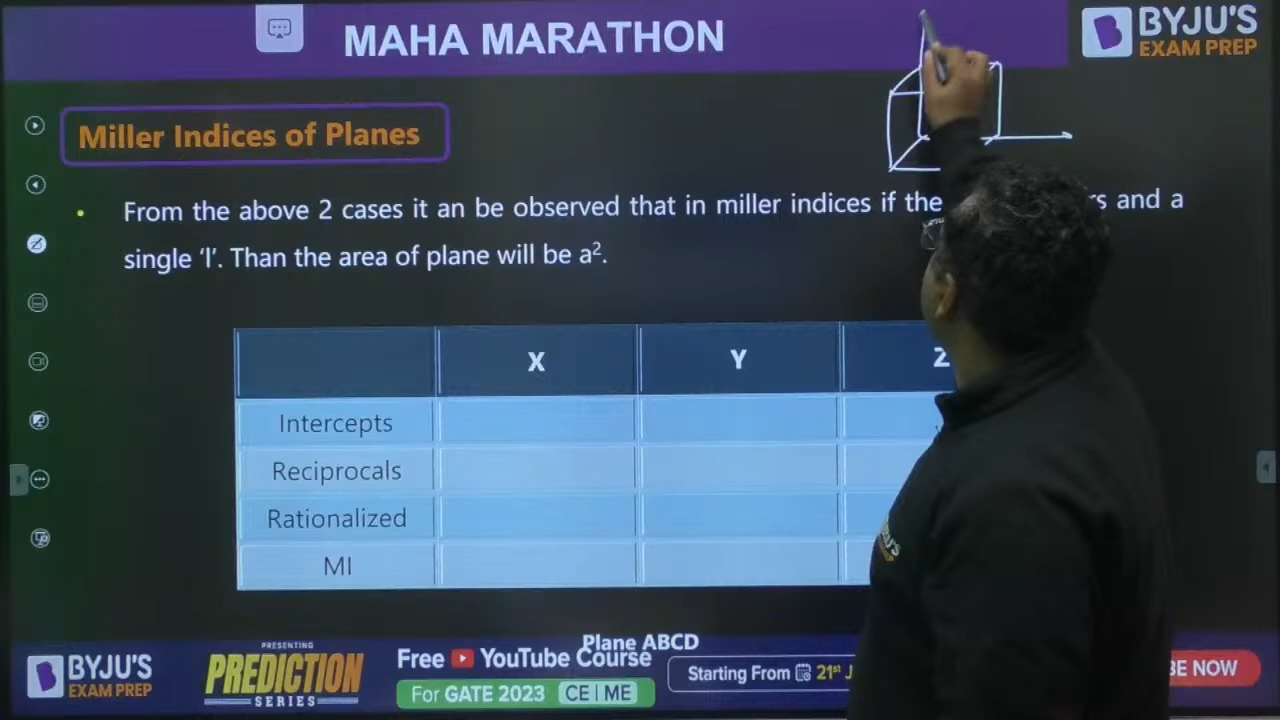 MAHA MARATHON
BYJU'S
EXAM PREP
Miller Indices of Planes
• From the above 2 cases it an be observed that in miller indices if the and a
single 'l'. Than the area of plane will be a².
X Y Z
Intercepts
Reciprocals
Rationalized
MI
Plane ABCD
BYJU'S
EXAM PREP
PRESENTING
PREDICTION
SERIES
Free YouTube Course
For GATE 2023 CE | ME
Starting From 21st
NOW